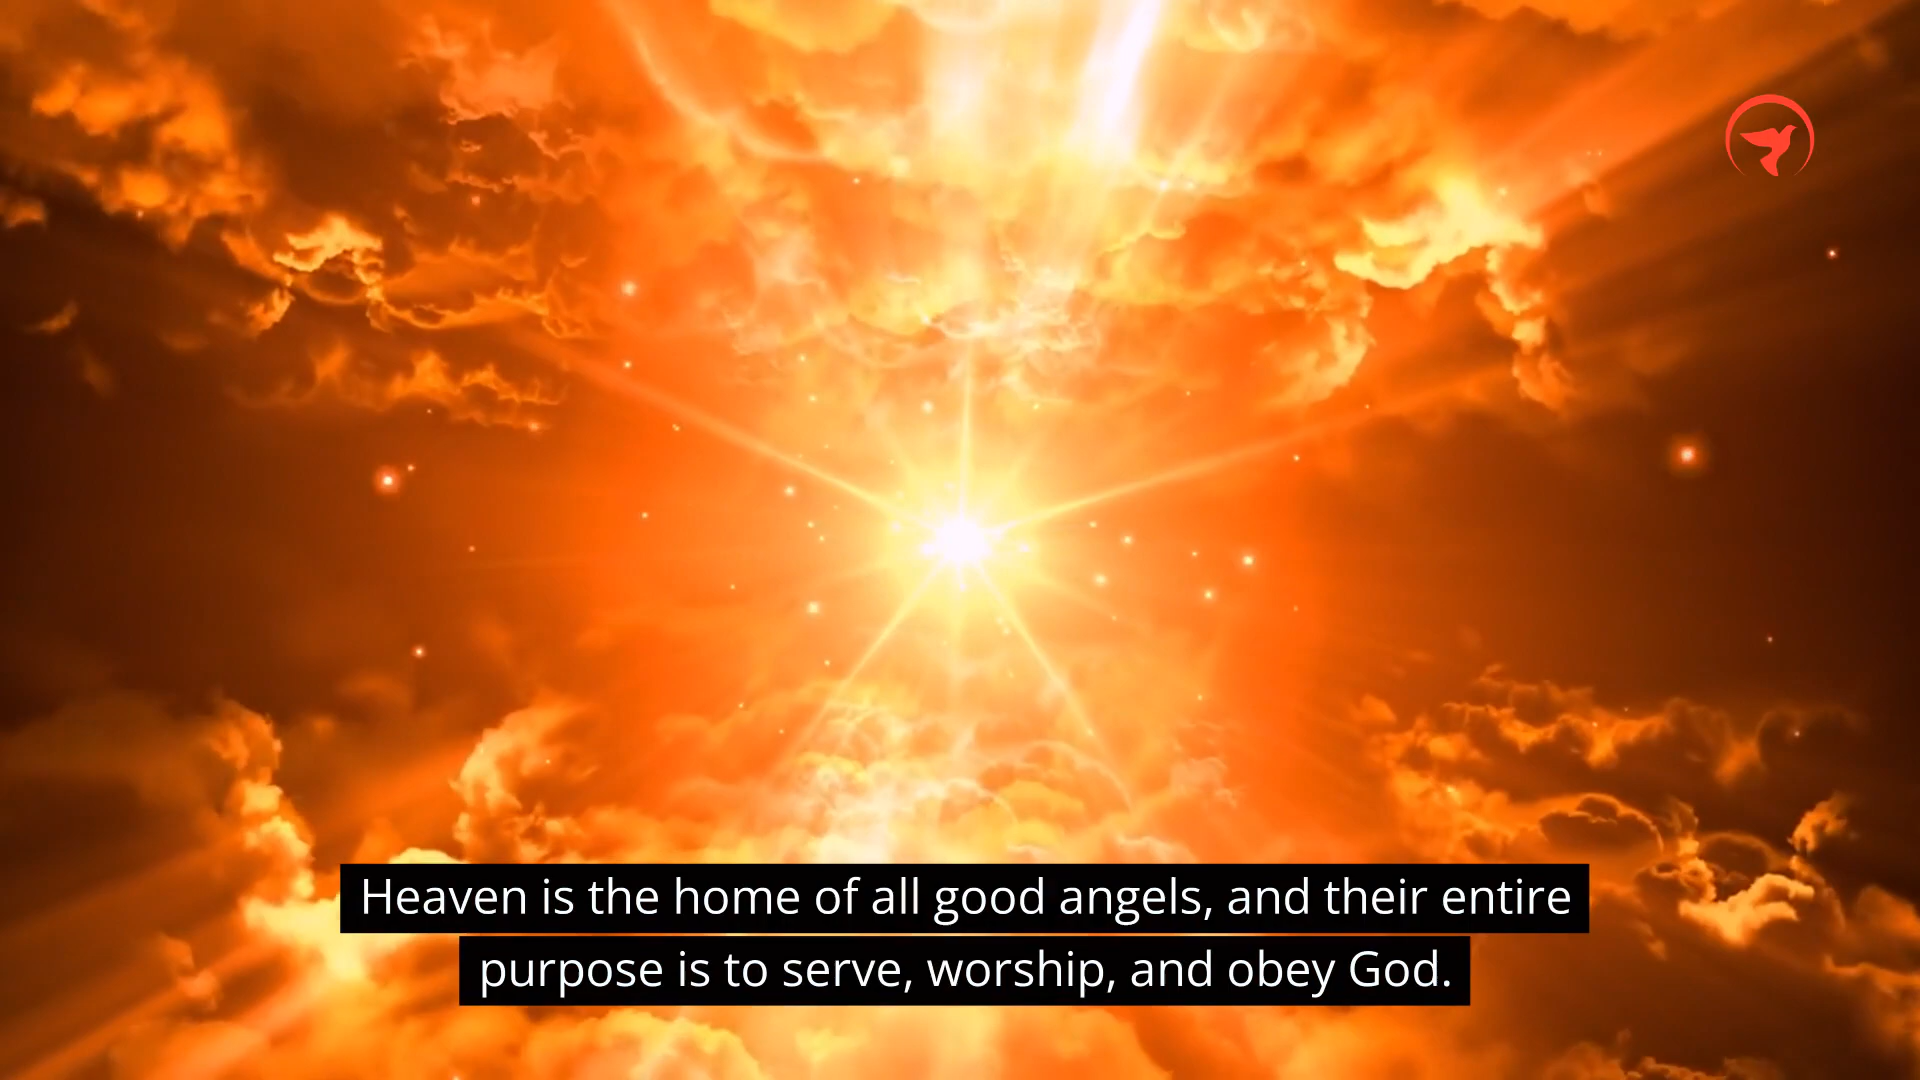 Heaven is the home of all good angels, and their entire
purpose is to serve, worship, and obey God.